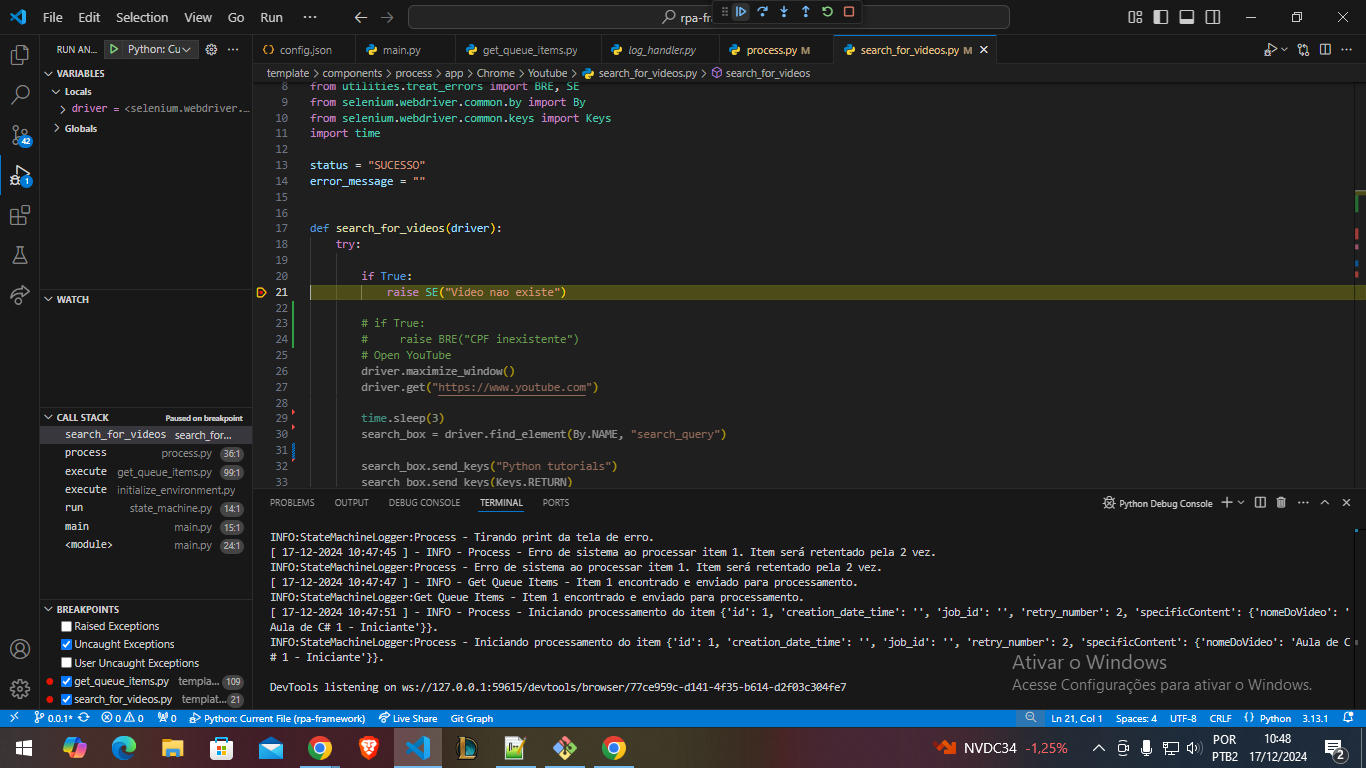 File Edit Selection View Go Run ···
rpa-fra
RUN AN... Python: Cu ···
config.json main.py get_queue_items.py log_handler.py process.py M search_for_videos.py M
template > components > process > app > Chrome > Youtube > search_for_videos.py > search_for_videos
VARIABLES
Locals
driver = <selenium.webdriver....
Globals
WATCH
CALL STACK Paused on breakpoint
search_for_videos search_for...
process process.py 36:1
execute get_queue_items.py 99:1
execute initialize_environment.py
run state_machine.py 14:1
main main.py 15:1
<module> main.py 24:1
BREAKPOINTS
Raised Exceptions
Uncaught Exceptions
User Uncaught Exceptions
get_queue_items.py templa... 109
search_for_videos.py templat... 21
42
1
8 from utilities.treat_errors import BRE, SE
9 from selenium.webdriver.common.by import By
10 from selenium.webdriver.common.keys import Keys
11 import time
12
13 status = "SUCESSO"
14 error_message = ""
15
16
17 def search_for_videos(driver):
18 try:
19
20 if True:
21 raise SE("Video nao existe")
22
23 # if True:
24 #     raise BRE("CPF inexistente")
25 # Open YouTube
26 driver.maximize_window()
27 driver.get("https://www.youtube.com")
28
29 time.sleep(3)
30 search_box = driver.find_element(By.NAME, "search_query")
31
32 search_box.send_keys("Python tutorials")
33 search_box.send_keys(Keys.RETURN)
PROBLEMS OUTPUT DEBUG CONSOLE TERMINAL PORTS Python Debug Console
INFO:StateMachineLogger:Process - Tirando print da tela de erro.
[ 17-12-2024 10:47:45 ] - INFO - Process - Erro de sistema ao processar item 1. Item será retentado pela 2 vez.
INFO:StateMachineLogger:Process - Erro de sistema ao processar item 1. Item será retentado pela 2 vez.
[ 17-12-2024 10:47:47 ] - INFO - Get Queue Items - Item 1 encontrado e enviado para processamento.
INFO:StateMachineLogger:Get Queue Items - Item 1 encontrado e enviado para processamento.
[ 17-12-2024 10:47:51 ] - INFO - Process - Iniciando processamento do item {'id': 1, 'creation_date_time': '', 'job_id': '', 'retry_number': 2, 'specificContent': {'nomeDoVideo': '
Aula de C# 1 - Iniciante'}}.
INFO:StateMachineLogger:Process - Iniciando processamento do item {'id': 1, 'creation_date_time': '', 'job_id': '', 'retry_number': 2, 'specificContent': {'nomeDoVideo': 'Aula de C
# 1 - Iniciante'}}.
DevTools listening on ws://127.0.0.1:59615/devtools/browser/77ce959c-d141-4f35-b614-d2f03c304fe7
Ativar o Windows
Acesse Configurações para ativar o Windows.
0.0.1* 0 0 0 Python: Current File (rpa-framework) Live Share Git Graph Ln 21, Col 1 Spaces: 4 UTF-8 CRLF Python 3.13.1
NVDC34 -1,25% POR 10:48
PTB2 17/12/2024 2